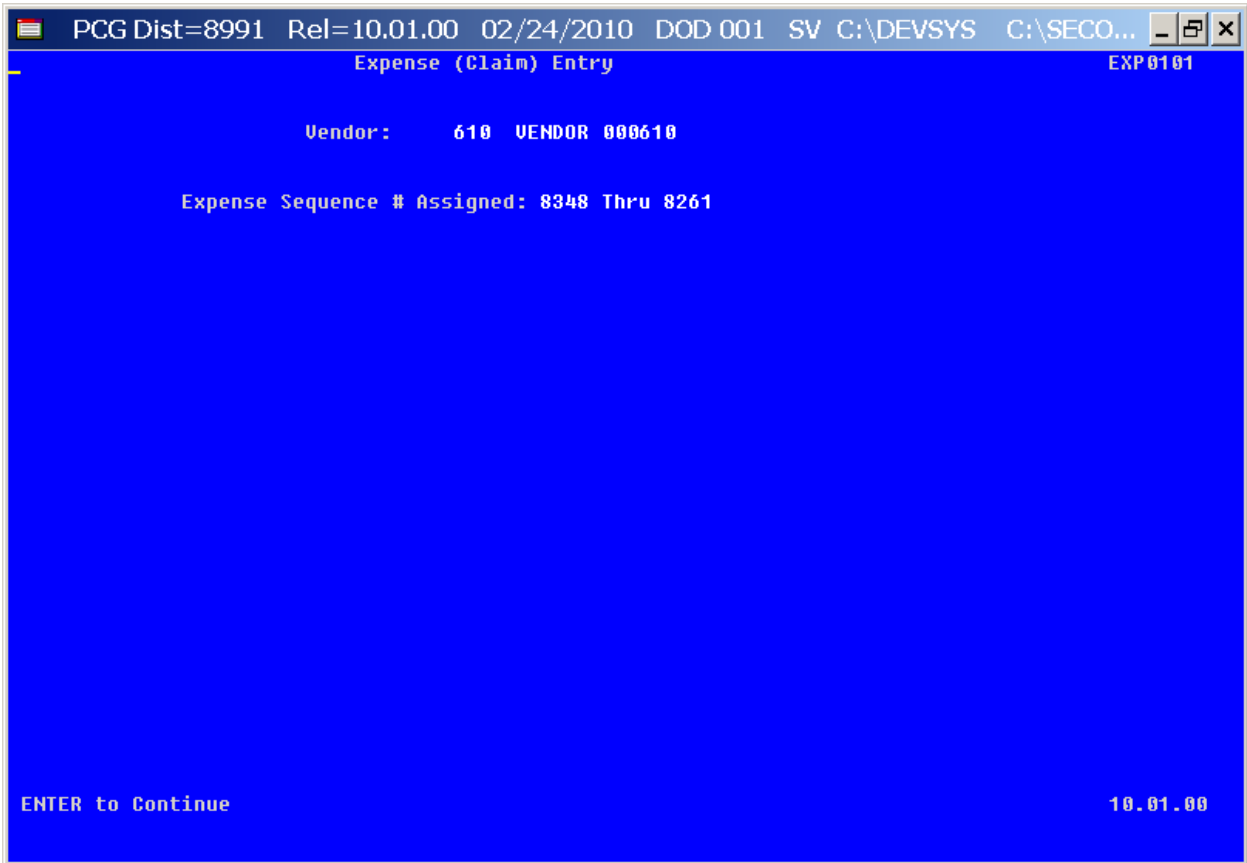 PCG Dist=8991 Rel=10.01.00 02/24/2010 DOD 001 SV C:\DEVSYS C:\SECO...
Expense (Claim) Entry EXP0101
Vendor: 610 VENDOR 000610
Expense Sequence # Assigned: 8348 Thru 8261
ENTER to Continue 10.01.00